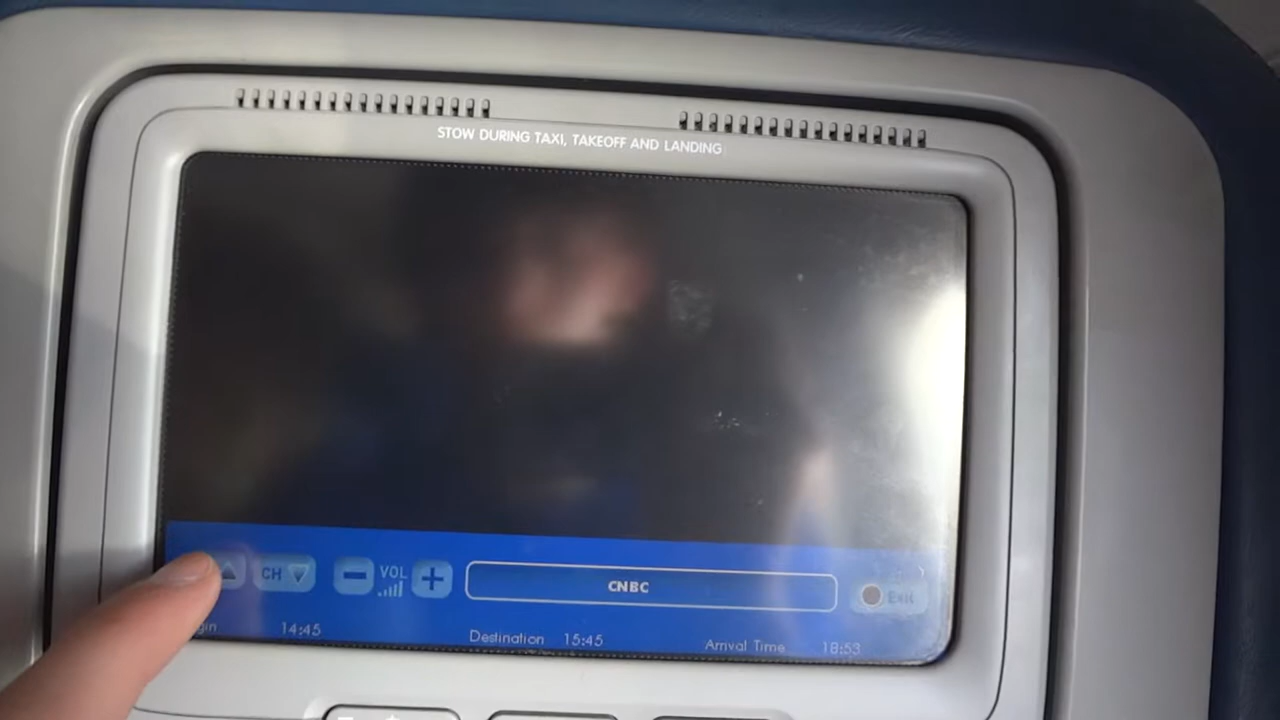 STOW DURING TAXI, TAKEOFF AND LANDING
CH VOL CNBC Exit
14:45 Destination 15:45 Arrival Time 18:53